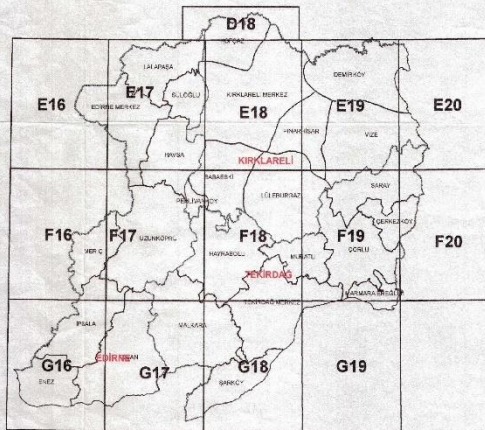 D18
KOFÇAZ
LALAPAŞA
DEMİRKÖY
E16
E17
SÜLOĞLU
KIRKLARELİ MERKEZ
E19
E20
EDİRNE MERKEZ
E18
PINARHİSAR
VİZE
HAVSA
KIRKLARELİ
BABAESKİ
SARAY
PEHLİVANKÖY
LÜLEBURGAZ
ÇERKEZKÖY
F16
F17
UZUNKÖPRÜ
F18
F19
F20
MERİÇ
HAYRABOLU
MURATLI
ÇORLU
TEKİRDAĞ
MARMARA EREĞLİSİ
TEKİRDAĞ MERKEZ
İPSALA
MALKARA
G16
EDİRNE
G17
G18
G19
ENEZ
ŞARKÖY